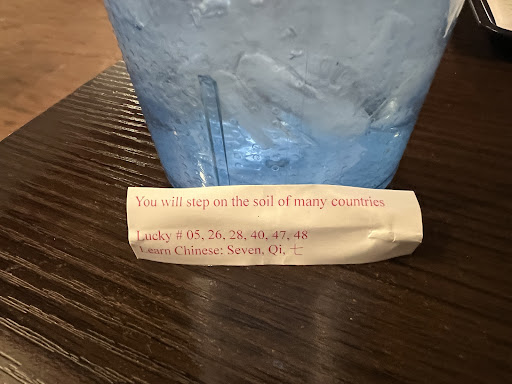 You will step on the soil of many countries
Lucky # 05, 26, 28, 40, 47, 48
Learn Chinese: Seven, Qi, 七